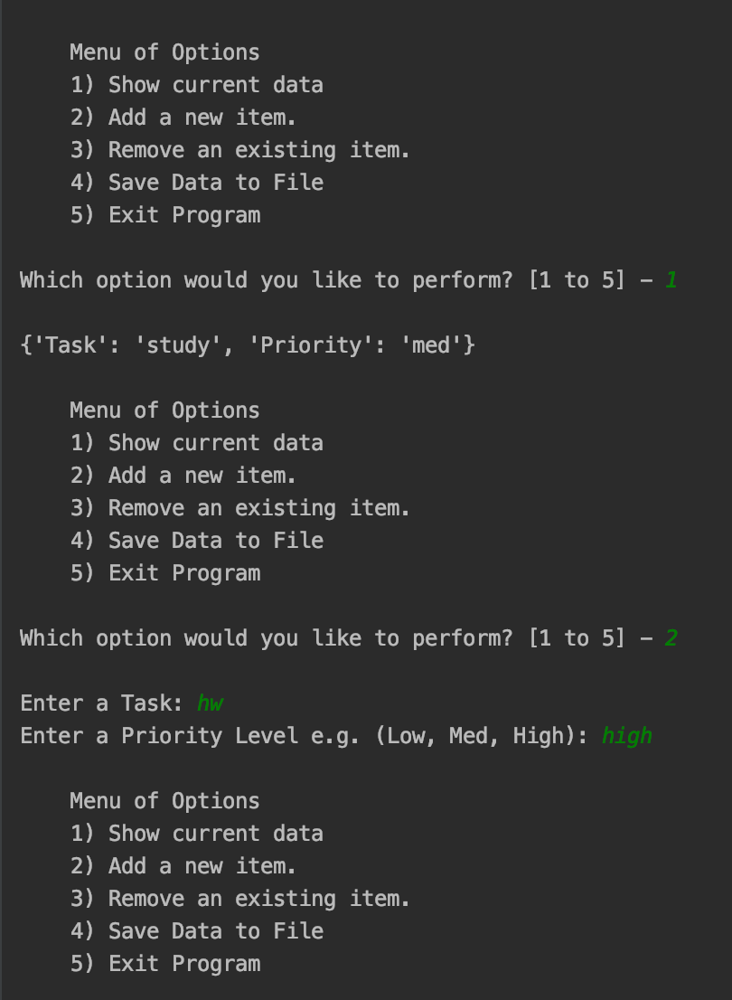 Menu of Options
1) Show current data
2) Add a new item.
3) Remove an existing item.
4) Save Data to File
5) Exit Program
Which option would you like to perform? [1 to 5] - 1
{'Task': 'study', 'Priority': 'med'}
Menu of Options
1) Show current data
2) Add a new item.
3) Remove an existing item.
4) Save Data to File
5) Exit Program
Which option would you like to perform? [1 to 5] - 2
Enter a Task: hw
Enter a Priority Level e.g. (Low, Med, High): high
Menu of Options
1) Show current data
2) Add a new item.
3) Remove an existing item.
4) Save Data to File
5) Exit Program